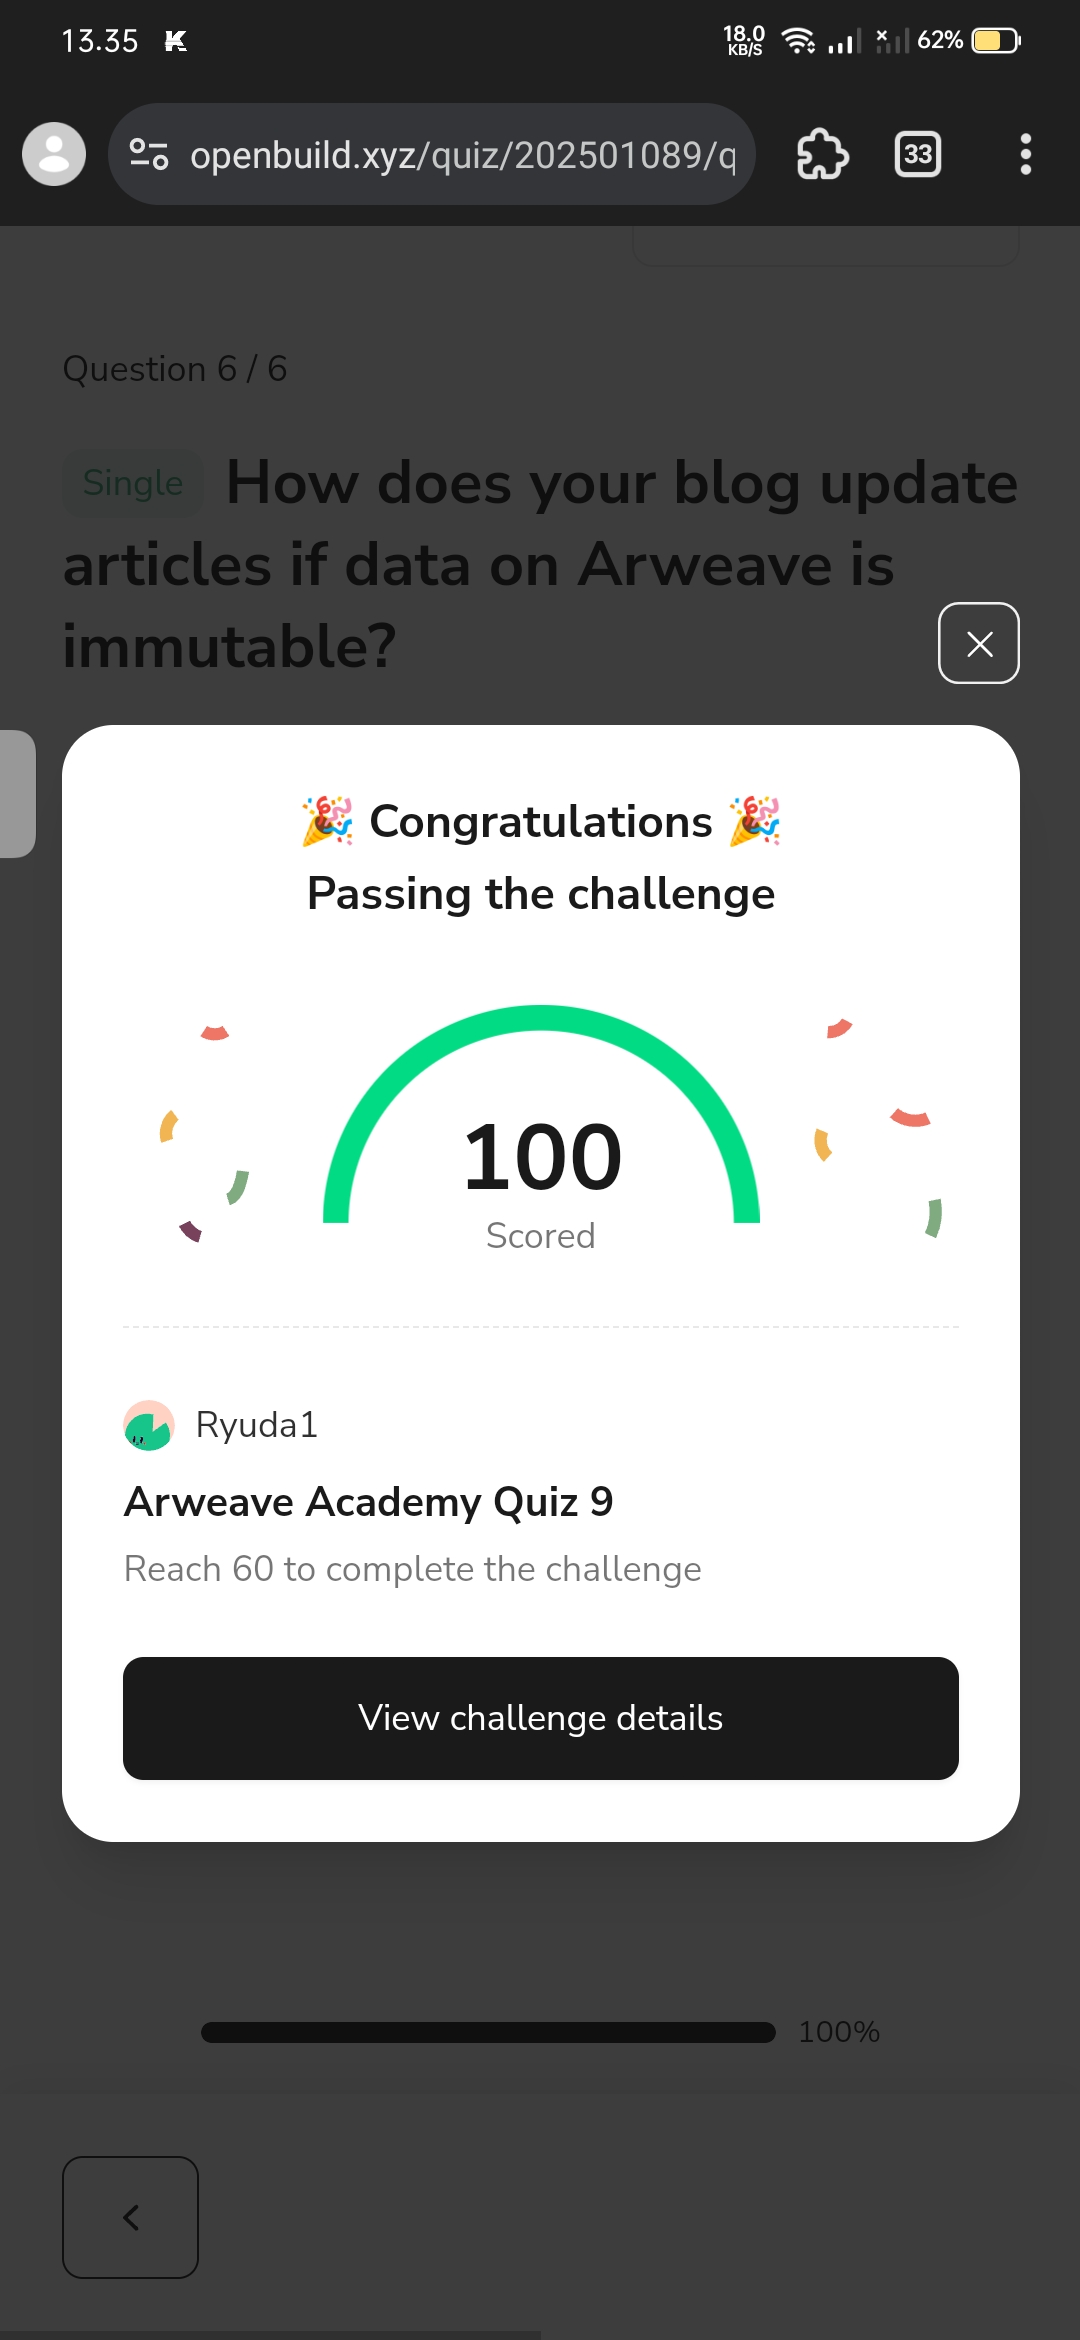 13.35
18.0
KB/S
62%
openbuild.xyz/quiz/202501089/q
33
Question 6 / 6
Single How does your blog update
articles if data on Arweave is
immutable?
🎉 Congratulations 🎉
Passing the challenge
100
Scored
Ryuda1
Arweave Academy Quiz 9
Reach 60 to complete the challenge
View challenge details
100%